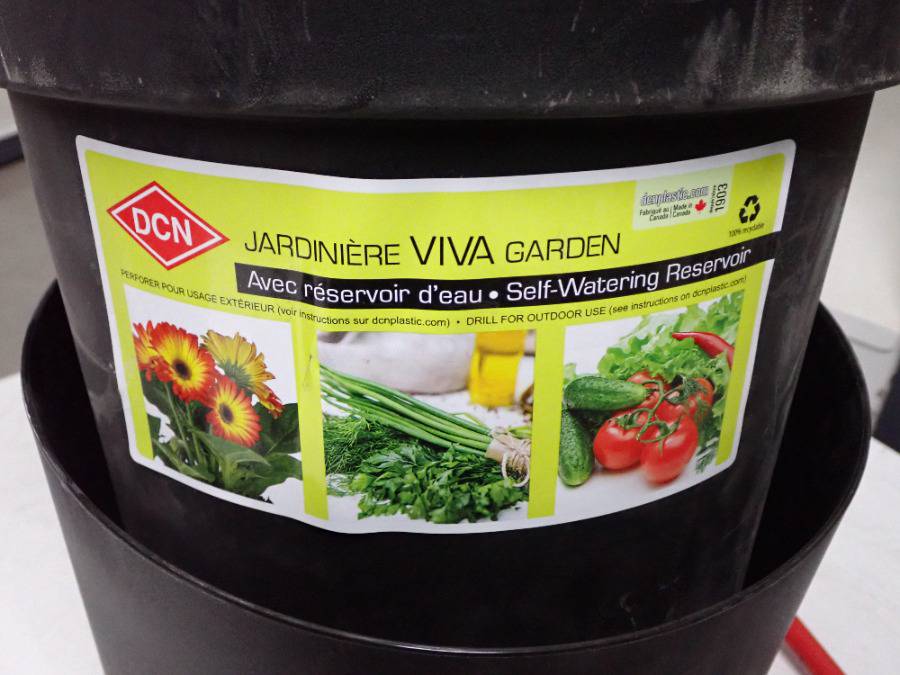 DCN
JARDINIÈRE VIVA GARDEN
dcnplastic.com
Fabriqué au Canada | Made in Canada
1903
100% recyclable
Avec réservoir d'eau • Self-Watering Reservoir
PERFORER POUR USAGE EXTÉRIEUR (voir instructions sur dcnplastic.com) • DRILL FOR OUTDOOR USE (see instructions on dcnplastic.com)